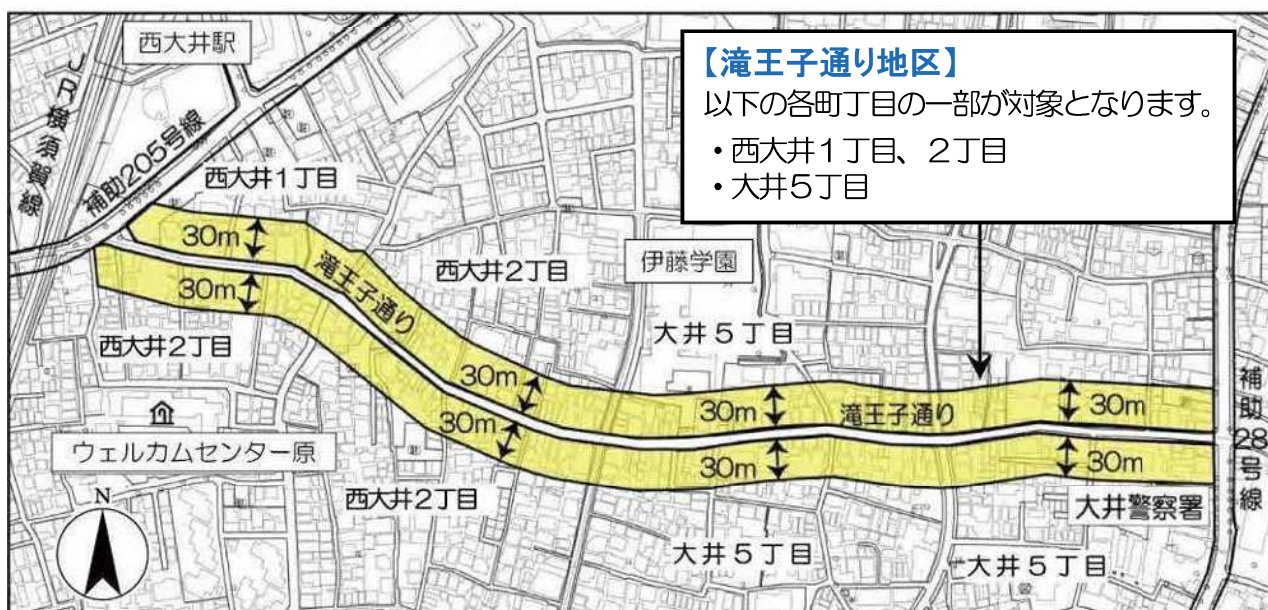 西大井駅
JR横須賀線
補助205号線
【滝王子通り地区】
以下の各町丁目の一部が対象となります。
・西大井1丁目、2丁目
・大井5丁目
西大井1丁目
30m
30m
滝王子通り
西大井2丁目
伊藤学園
西大井2丁目
大井5丁目
30m
30m
30m
30m
滝王子通り
30m
30m
補助28号線
ウェルカムセンター原
西大井2丁目
大井警察署
N
大井5丁目
大井5丁目